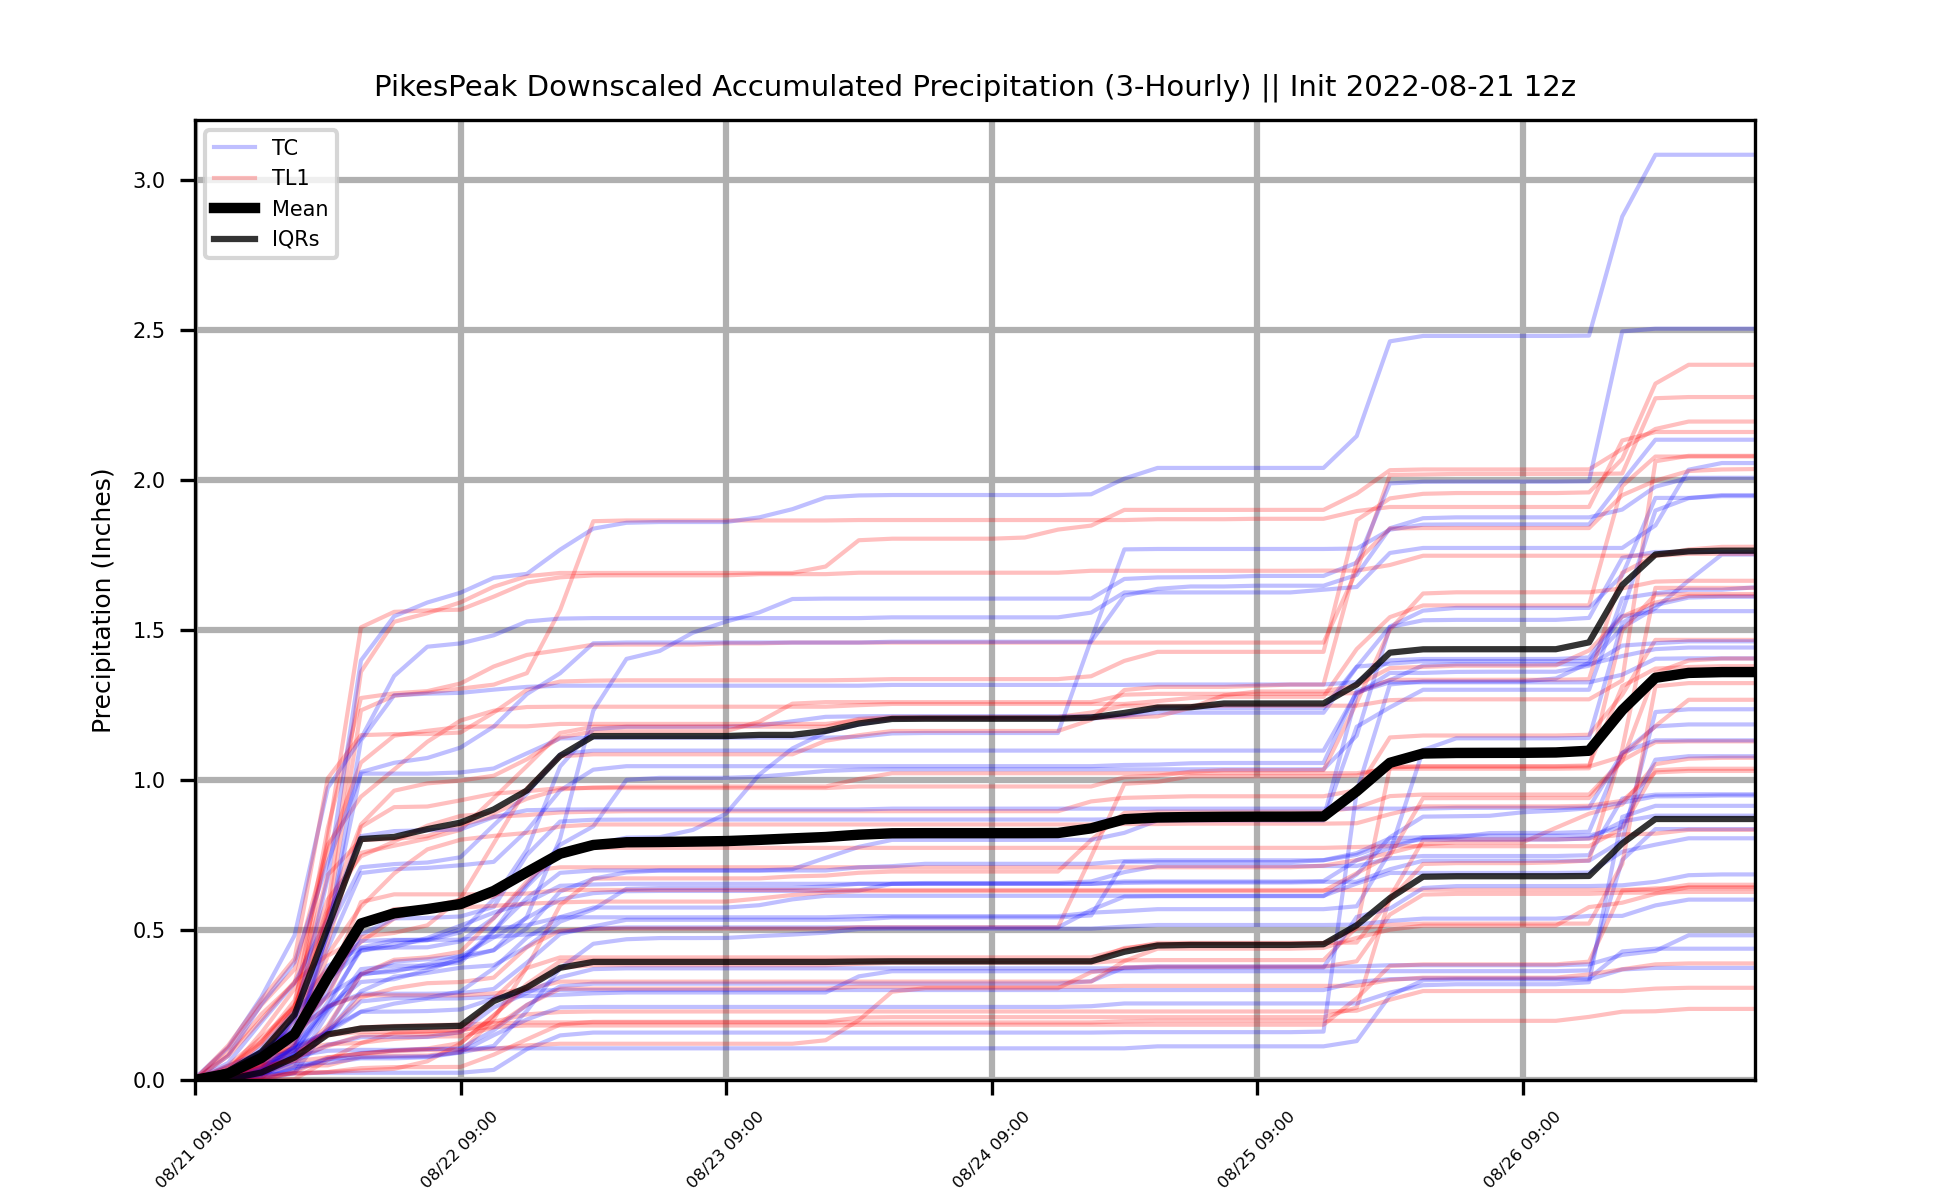 PikesPeak Downscaled Accumulated Precipitation (3-Hourly) || Init 2022-08-21 12z
TC
TL1
Mean
IQRs
Precipitation (Inches)
3.0
2.5
2.0
1.5
1.0
0.5
0.0
08/21 09:00
08/22 09:00
08/23 09:00
08/24 09:00
08/25 09:00
08/26 09:00